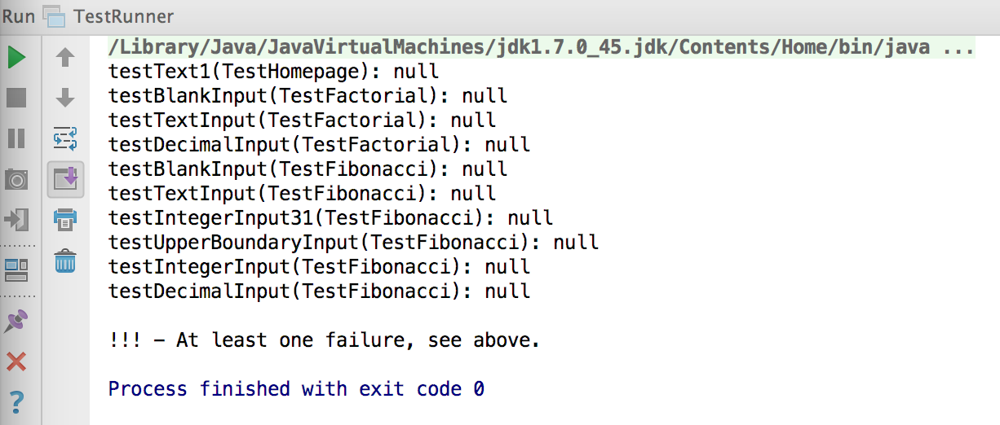 Run TestRunner
/Library/Java/JavaVirtualMachines/jdk1.7.0_45.jdk/Contents/Home/bin/java ...
testText1(TestHomepage): null
testBlankInput(TestFactorial): null
testTextInput(TestFactorial): null
testDecimalInput(TestFactorial): null
testBlankInput(TestFibonacci): null
testTextInput(TestFibonacci): null
testIntegerInput31(TestFibonacci): null
testUpperBoundaryInput(TestFibonacci): null
testIntegerInput(TestFibonacci): null
testDecimalInput(TestFibonacci): null
!!! – At least one failure, see above.
Process finished with exit code 0
?